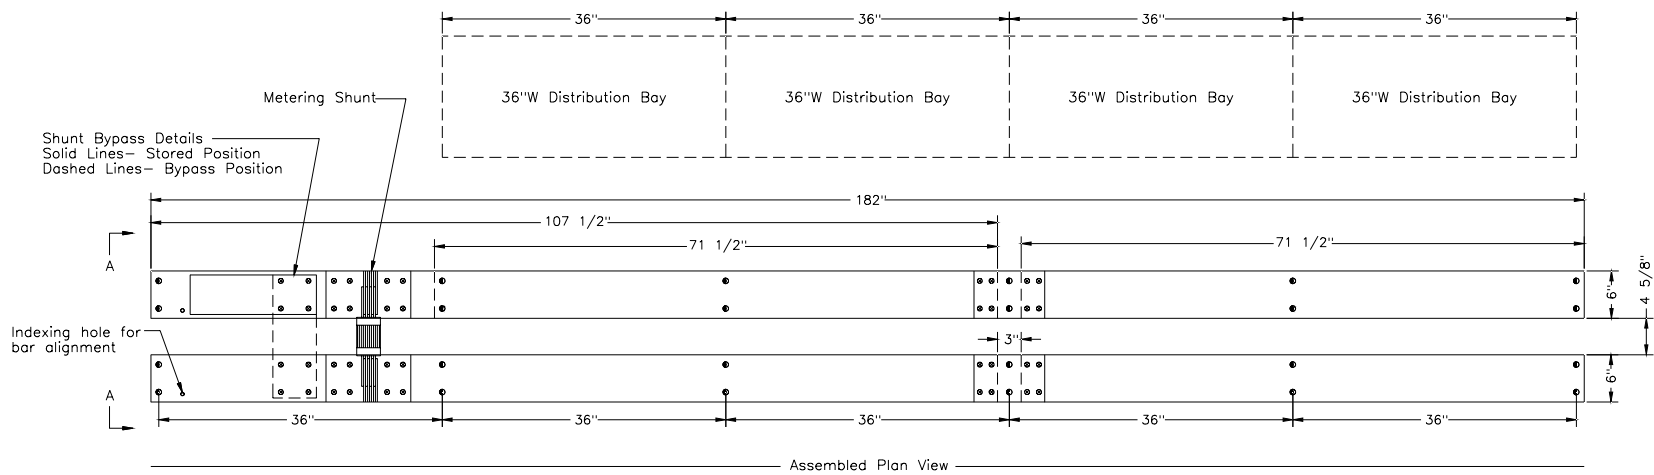 36"
36"
36"
36"
36"W Distribution Bay
36"W Distribution Bay
36"W Distribution Bay
36"W Distribution Bay
Metering Shunt
Shunt Bypass Details
Solid Lines- Stored Position
Dashed Lines- Bypass Position
182"
107 1/2"
71 1/2"
71 1/2"
A
6"
4 5/8"
Indexing hole for
bar alignment
3"
6"
A
36"
36"
36"
36"
36"
Assembled Plan View